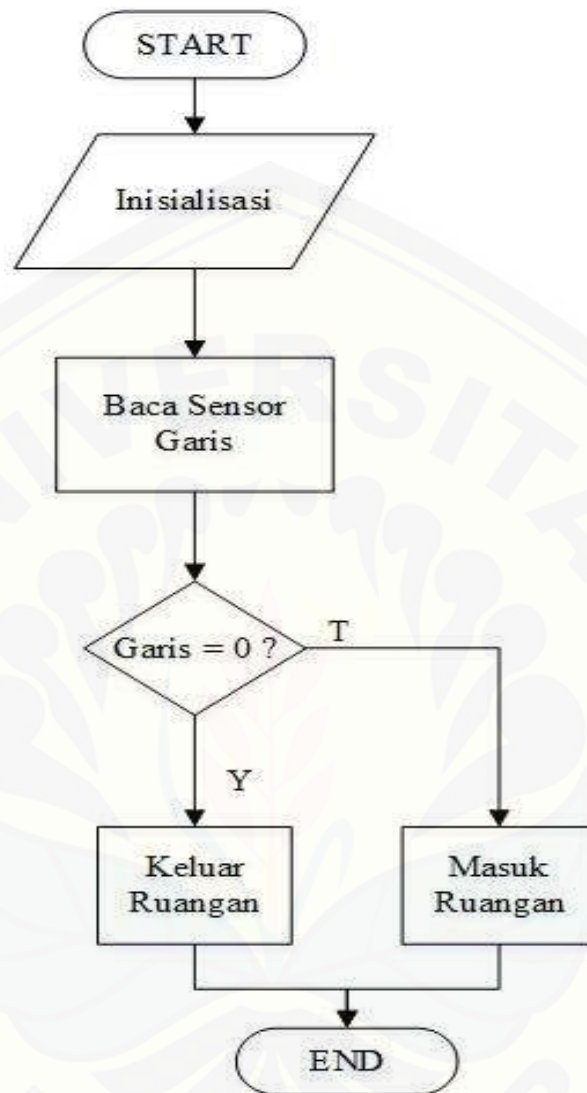 START
Inisialisasi
Baca Sensor
Garis
Garis = 0 ?
T
Y
Keluar
Ruangan
Masuk
Ruangan
END